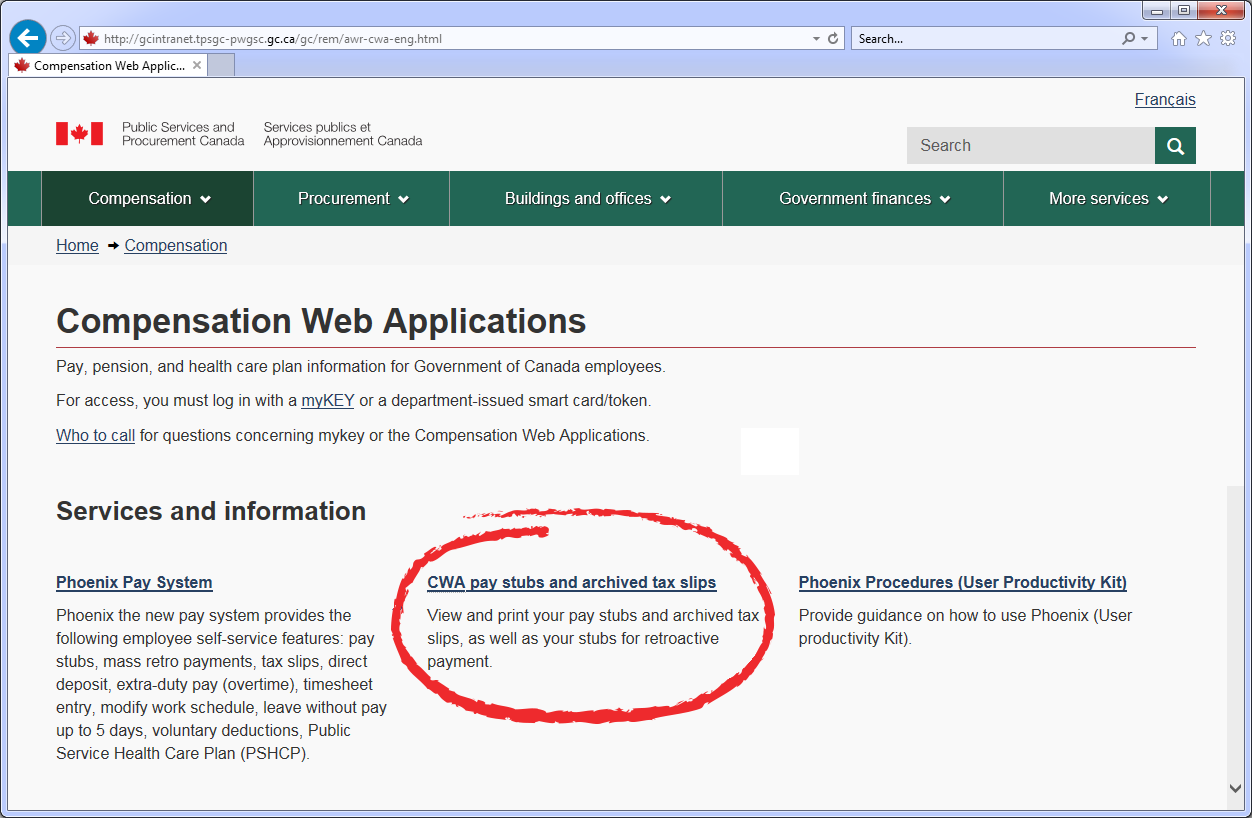 http://gcintranet.tpsgc-pwgsc.gc.ca/gc/rem/awr-cwa-eng.html
Search...
Compensation Web Applic...
Français
Public Services and
Procurement Canada
Services publics et
Approvisionnement Canada
Search
Compensation
Procurement
Buildings and offices
Government finances
More services
Home
Compensation
Compensation Web Applications
Pay, pension, and health care plan information for Government of Canada employees.
For access, you must log in with a myKEY or a department-issued smart card/token.
Who to call for questions concerning mykey or the Compensation Web Applications.
Services and information
Phoenix Pay System
Phoenix the new pay system provides the
following employee self-service features: pay
stubs, mass retro payments, tax slips, direct
deposit, extra-duty pay (overtime), timesheet
entry, modify work schedule, leave without pay
up to 5 days, voluntary deductions, Public
Service Health Care Plan (PSHCP).
CWA pay stubs and archived tax slips
View and print your pay stubs and archived tax
slips, as well as your stubs for retroactive
payment.
Phoenix Procedures (User Productivity Kit)
Provide guidance on how to use Phoenix (User
productivity Kit).